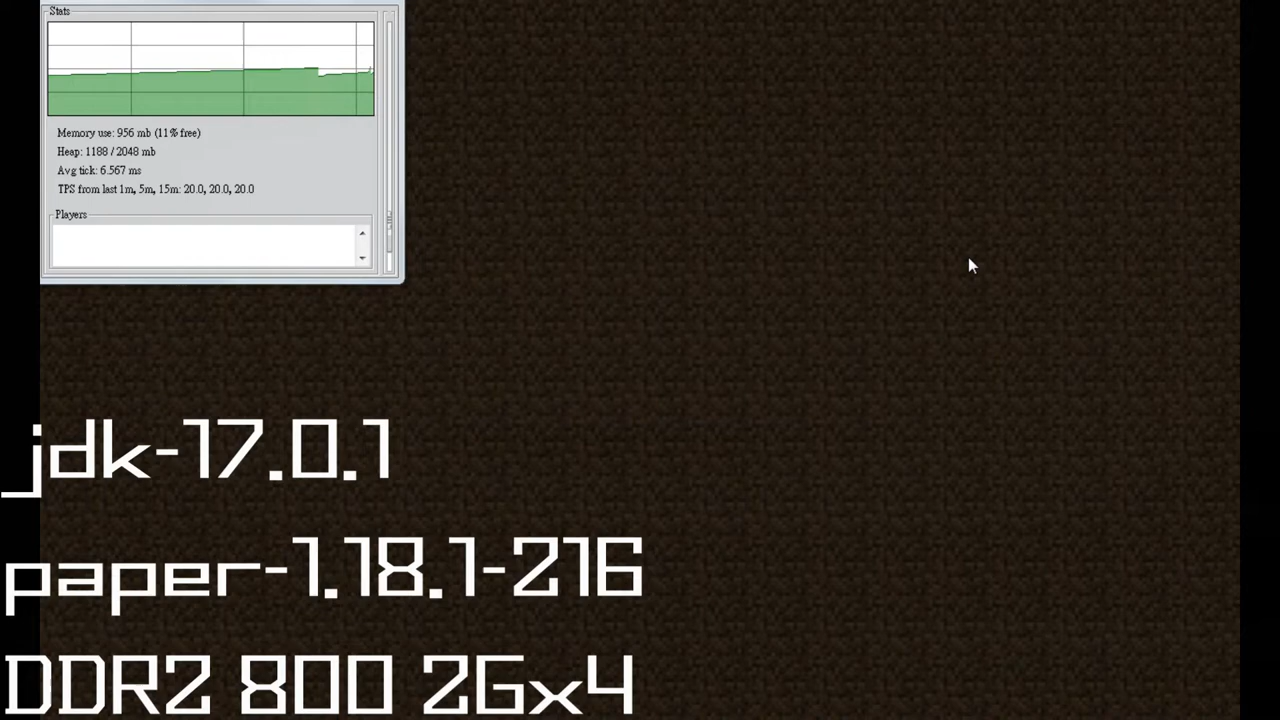 Stats
Memory use: 956 mb (11% free)
Heap: 1188 / 2048 mb
Avg tick: 6.567 ms
TPS from last 1m, 5m, 15m: 20.0, 20.0, 20.0
Players
jdk-17.0.1
paper-1.18.1-216
DDR2 800 2Gx4